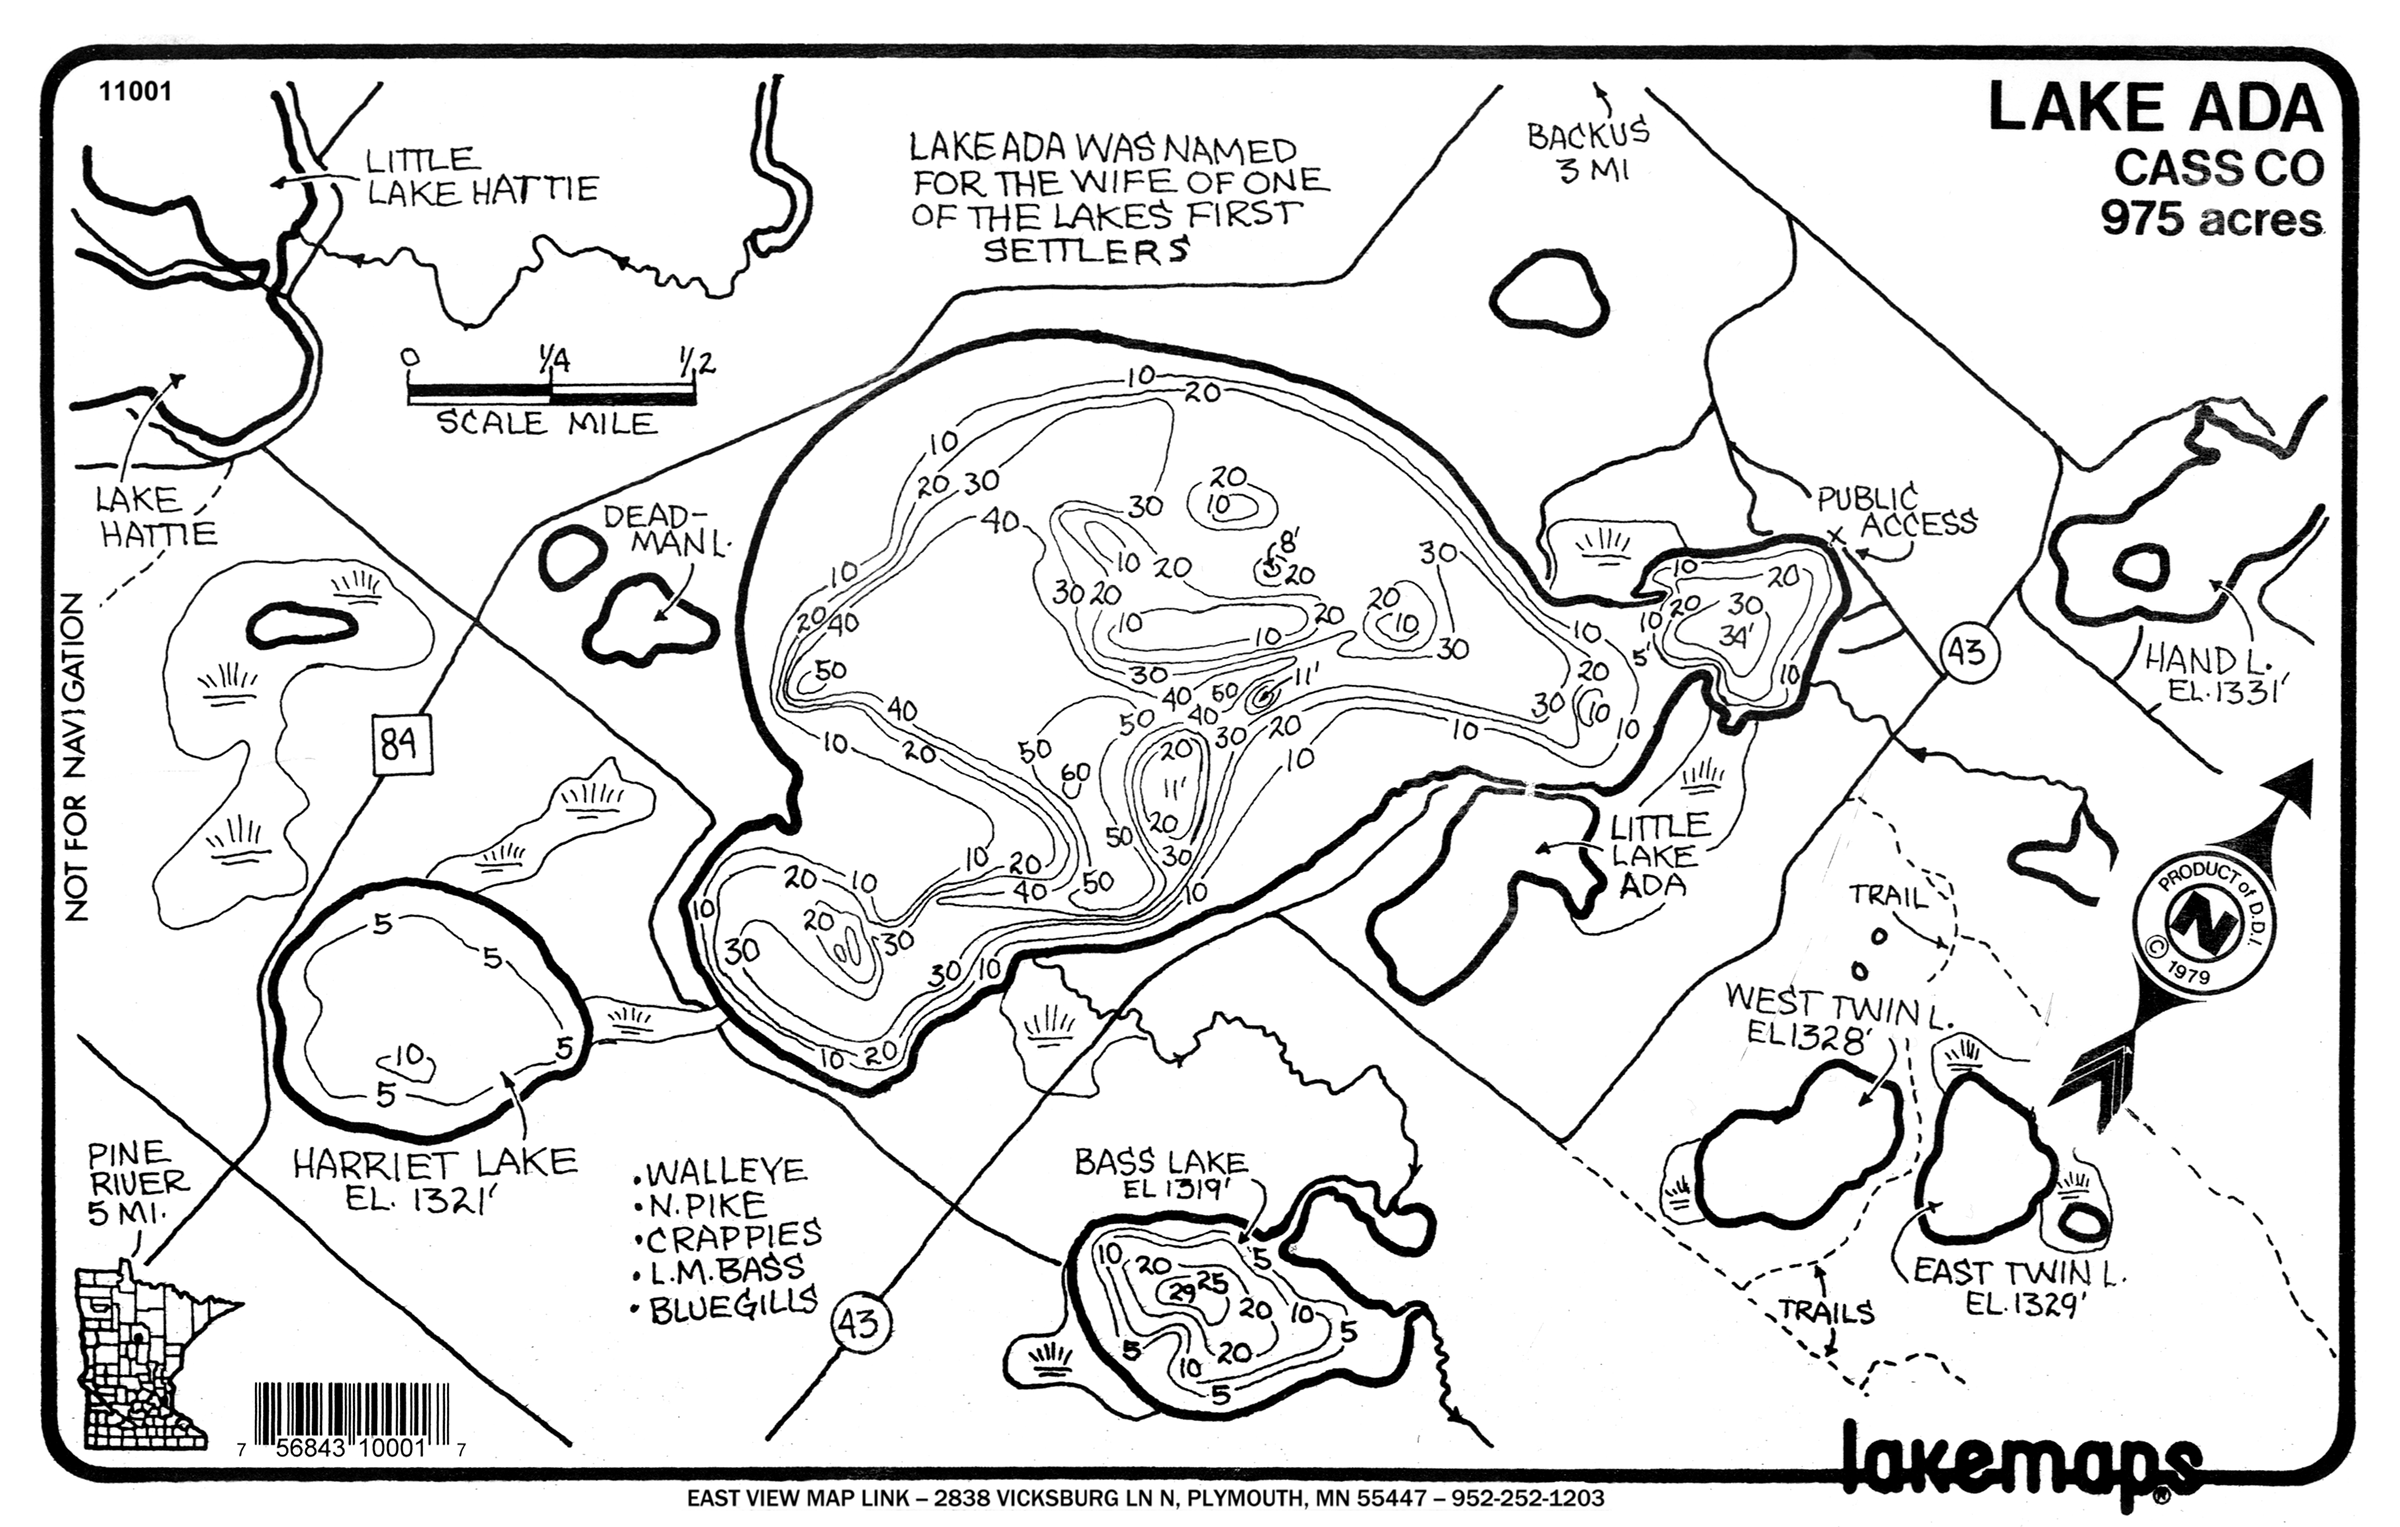 11001
LAKE ADA
CASS CO
975 acres
LITTLE
LAKE HATTIE
LAKE ADA WAS NAMED
FOR THE WIFE OF ONE
OF THE LAKES FIRST
SETTLERS
BACKUS
3 MI
0 1/4 1/2
SCALE MILE
LAKE
HATTIE
DEAD-
MAN L.
PUBLIC
ACCESS
NOT FOR NAVIGATION
84
43
HAND L.
EL. 1331'
10
20
10
20 30
40
30
20
10
8'
20
10 20
30
10
30 20
20
10
20 40
10
10
20
30
50
30
11'
40 50
40
50
40
10
20
50
60
20
30
20
10
11'
20
50
30
10
20
30
10
10
10
10
20
30
34'
20
10
5'
10
10 20
40
50
10
20 10
10
20
30
30
30 10
10 20
LITTLE
LAKE
ADA
5
5
5
10
5
HARRIET LAKE
EL. 1321'
PINE
RIVER
5 MI.
• WALLEYE
• N. PIKE
• CRAPPIES
• L.M. BASS
• BLUEGILLS
43
BASS LAKE
EL 1319'
10
20
29 25
5
20
10
5
5
10
20
5
TRAIL
WEST TWIN L.
EL 1328'
EAST TWIN L.
EL. 1329'
TRAILS
PRODUCT of D.D.I.
N
© 1979
7 56843 10001 7
lakemaps®
EAST VIEW MAP LINK – 2838 VICKSBURG LN N, PLYMOUTH, MN 55447 – 952-252-1203